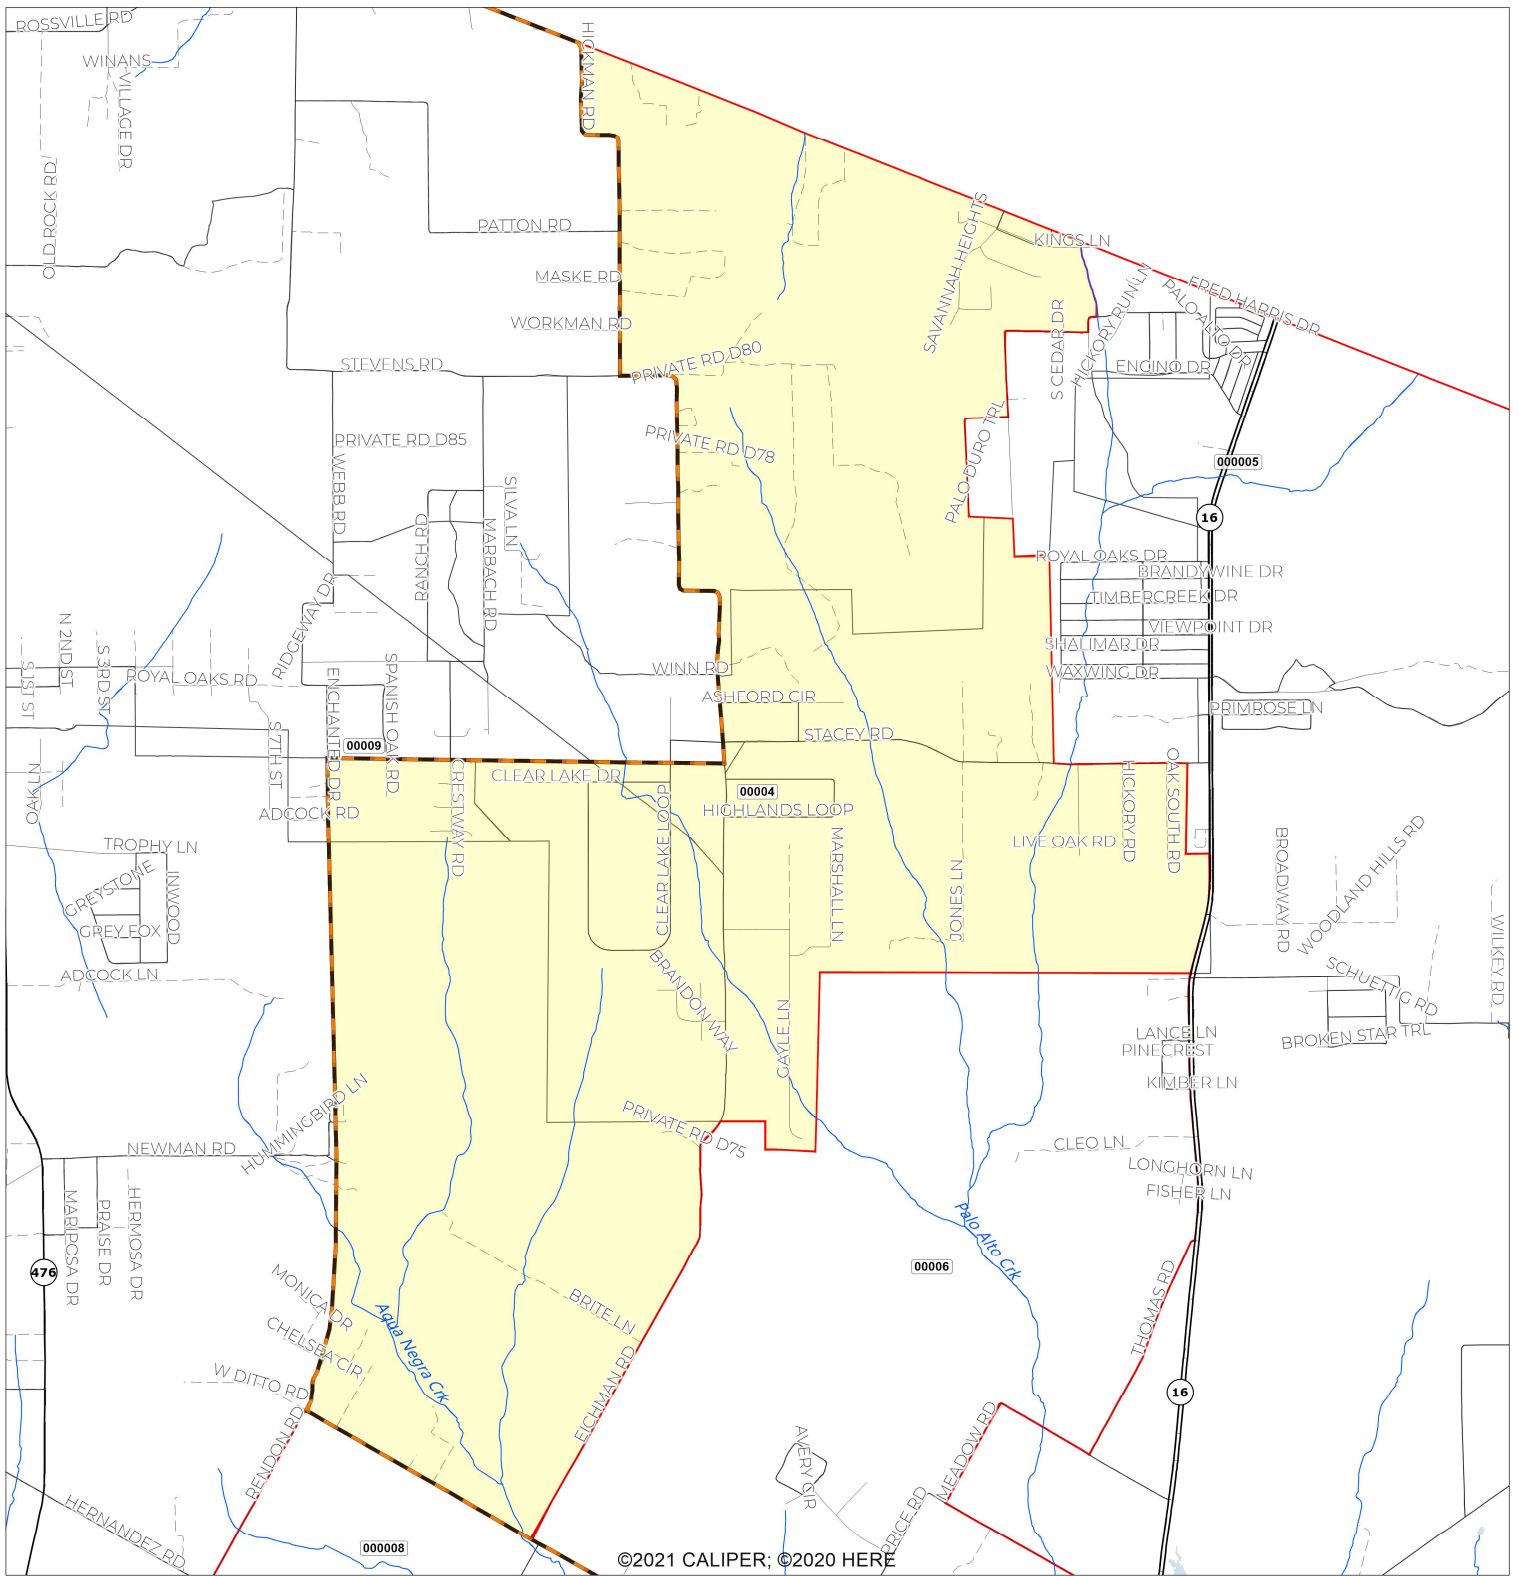 ROSSVILLE RD
WINANS
VILLAGE DR
HICKMAN RD
OLD ROCK RD
PATTON RD
MASKE RD
WORKMAN RD
SAVANNAH HEIGHTS
KINGS LN
FRED HARRIS DR
PALO ALTO DR
HICKORY RUN LN
S CEDAR DR
ENCINO DR
STEVENS RD
PRIVATE RD D80
PRIVATE RD D85
PRIVATE RD D78
PALO DURO TRL
000005
16
WEBB RD
SILVA LN
RANCH RD
MARBACH RD
ROYAL OAKS DR
BRANDYWINE DR
TIMBERCREEK DR
VIEWPOINT DR
SHALIMAR DR
WAXWING DR
RIDGEWAY DR
N 2ND ST
S 1ST ST
S 3RD ST
ROYAL OAKS RD
ENCHANTED DR
SPANISH OAK RD
WINN RD
ASHFORD CIR
PRIMROSE LN
STACEY RD
S 7TH ST
00009
OAK LN
CLEAR LAKE DR
CRESTWAY RD
00004
HIGHLANDS LOOP
HICKORY RD
OAK SOUTH RD
ADCOCK RD
CLEAR LAKE LOOP
MARSHALL LN
LIVE OAK RD
JONES LN
TROPHY LN
GREYSTONE
INWOOD
GREY FOX
ADCOCK LN
BROADWAY RD
WOODLAND HILLS RD
WILKEY RD
SCHUETTIG RD
BRANDON WAY
GAYLE LN
LANCE LN
PINECREST
BROKEN STAR TRL
KIMBER LN
HUMMINGBIRD LN
PRIVATE RD D75
NEWMAN RD
CLEO LN
LONGHORN LN
FISHER LN
MARIPOSA DR
PRAISE DR
HERMOSA DR
Palo Alto Crk
476
00006
MONICA DR
CHELSEA CIR
W DITTO RD
Aqua Negra Crk
BRITE LN
EICHMAN RD
THOMAS RD
16
RENDON RD
AVERY CIR
MEADOW RD
PRICE RD
HERNANDEZ RD
000008
©2021 CALIPER; ©2020 HERE